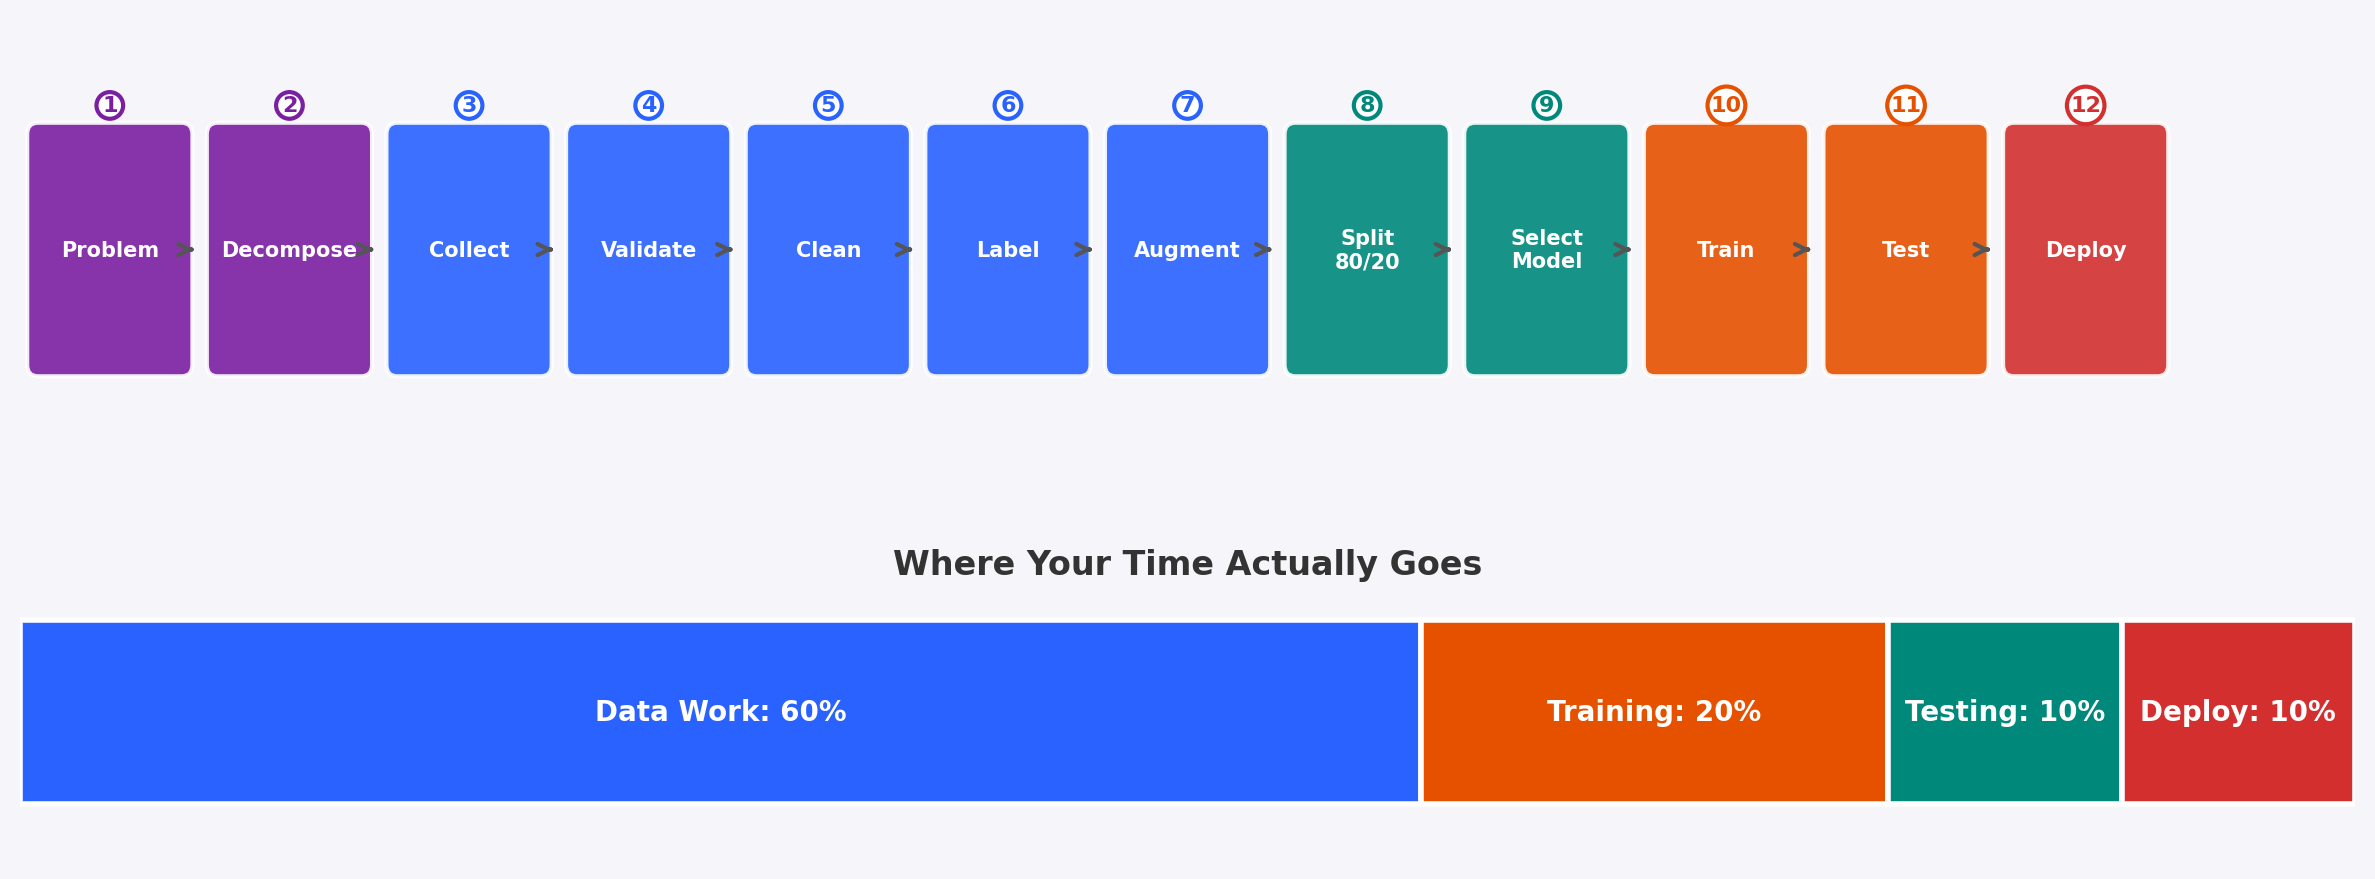 1 2 3 4 5 6 7 8 9 10 11 12
Problem Decompose Collect Validate Clean Label Augment Split Select Train Test Deploy
80/20 Model
Where Your Time Actually Goes
Data Work: 60% Training: 20% Testing: 10% Deploy: 10%